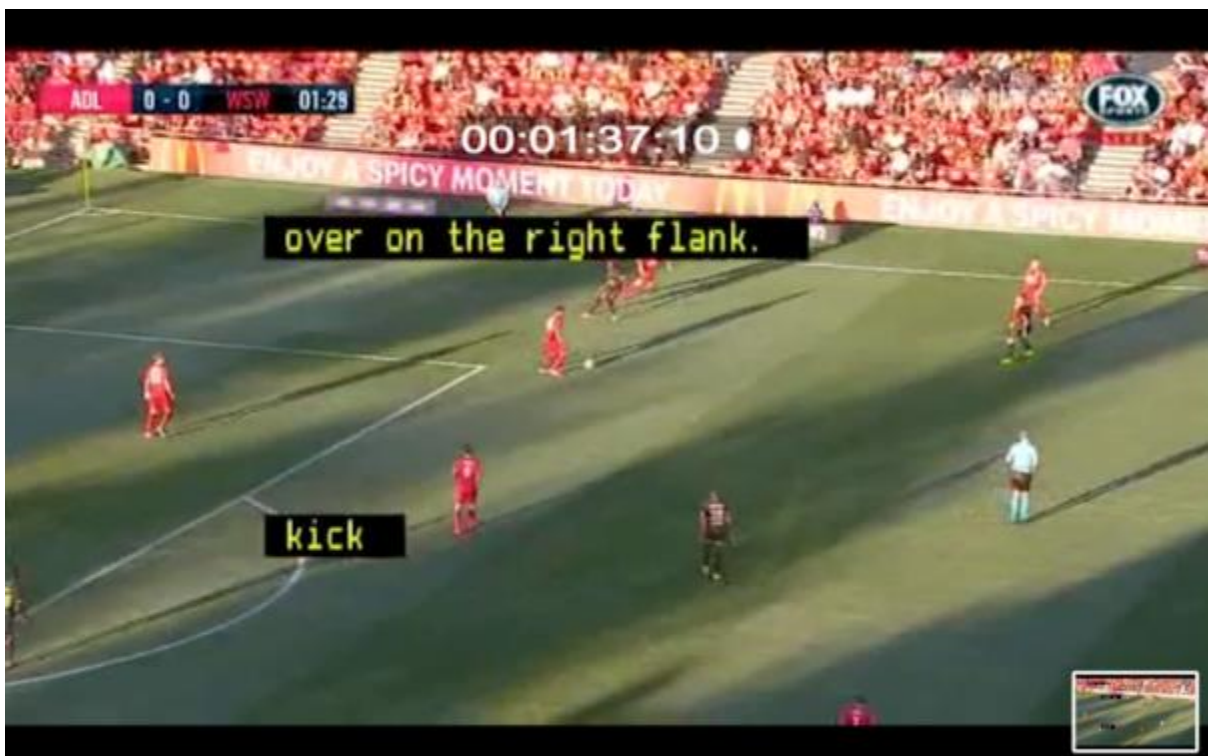 ADL 0 - 0 WSW 01:29
FOX
SPORTS
00:01:37:10
ENJOY A SPICY MOMENT TODAY
ENJOY A SPICY MOMENT
over on the right flank.
kick